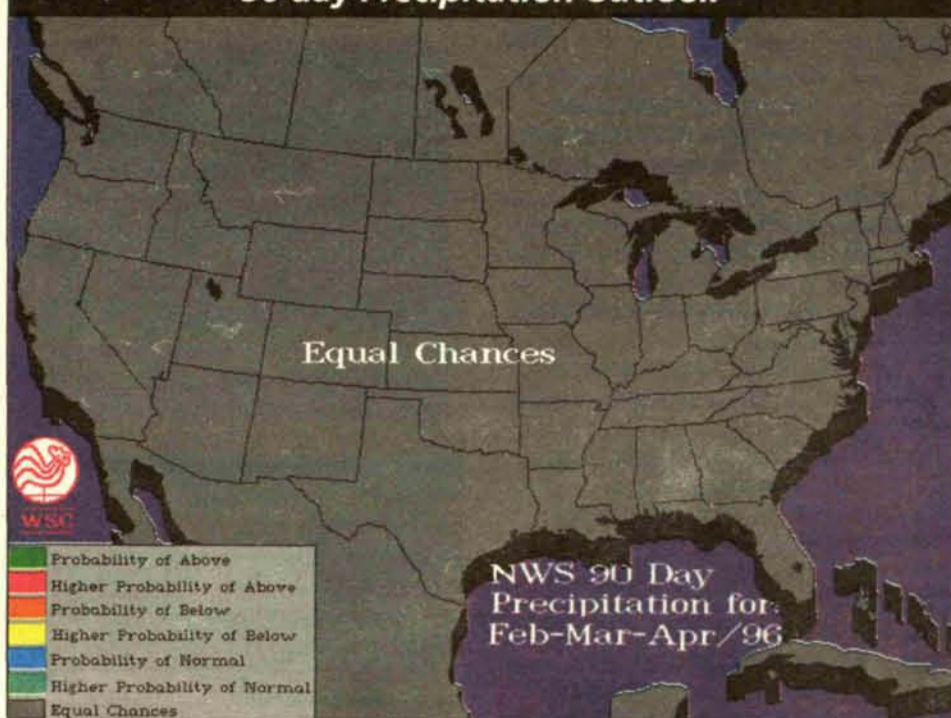 Equal Chances
WSC
Probability of Above
Higher Probability of Above
Probability of Below
Higher Probability of Below
Probability of Normal
Higher Probability of Normal
Equal Chances
NWS 90 Day
Precipitation for
Feb-Mar-Apr/96